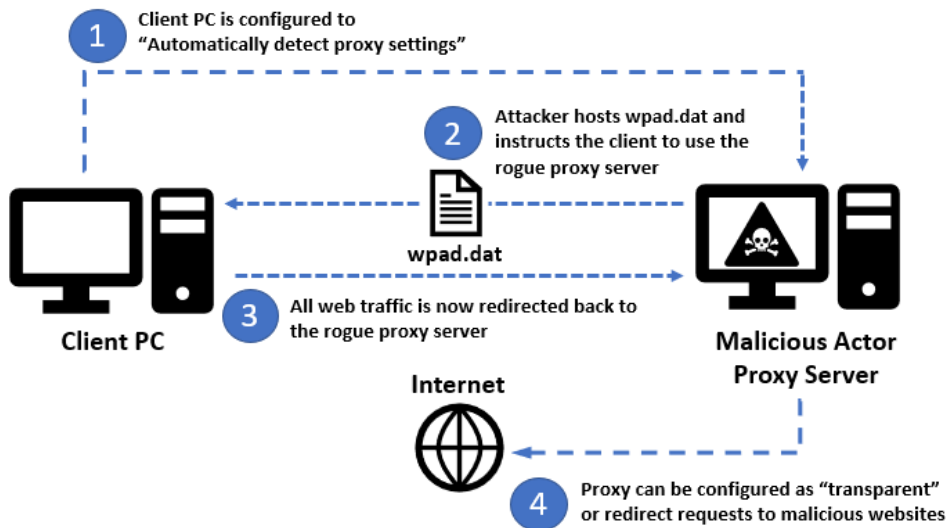 1
Client PC is configured to
“Automatically detect proxy settings”
2
Attacker hosts wpad.dat and
instructs the client to use the
rogue proxy server
wpad.dat
3
All web traffic is now redirected back to
the rogue proxy server
Client PC
Malicious Actor
Proxy Server
Internet
4
Proxy can be configured as “transparent”
or redirect requests to malicious websites